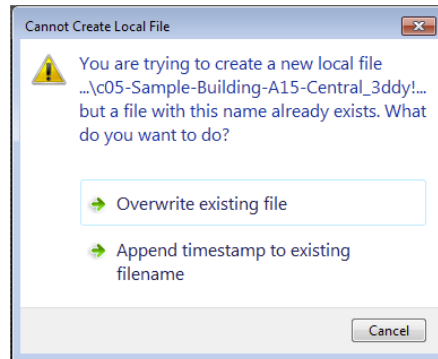 Cannot Create Local File
You are trying to create a new local file
...\c05-Sample-Building-A15-Central_3ddy!...
but a file with this name already exists. What
do you want to do?
Overwrite existing file
Append timestamp to existing
filename
Cancel